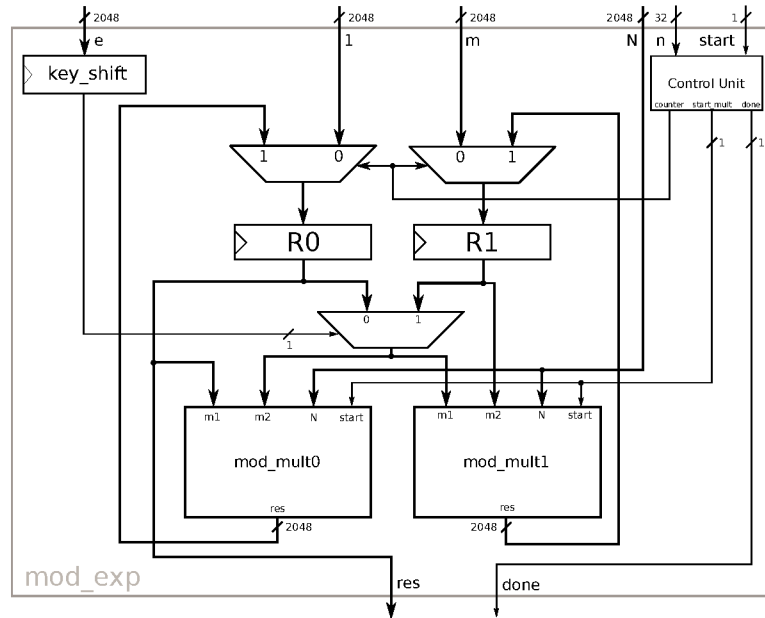 2048 2048 2048 2048 32 1
e 1 m N n start
key_shift
Control Unit
counter start_mult done
1 0 0 1
1 1
R0 R1
0 1
1
m1 m2 N start m1 m2 N start
mod_mult0 mod_mult1
res res
2048 2048
mod_exp res done